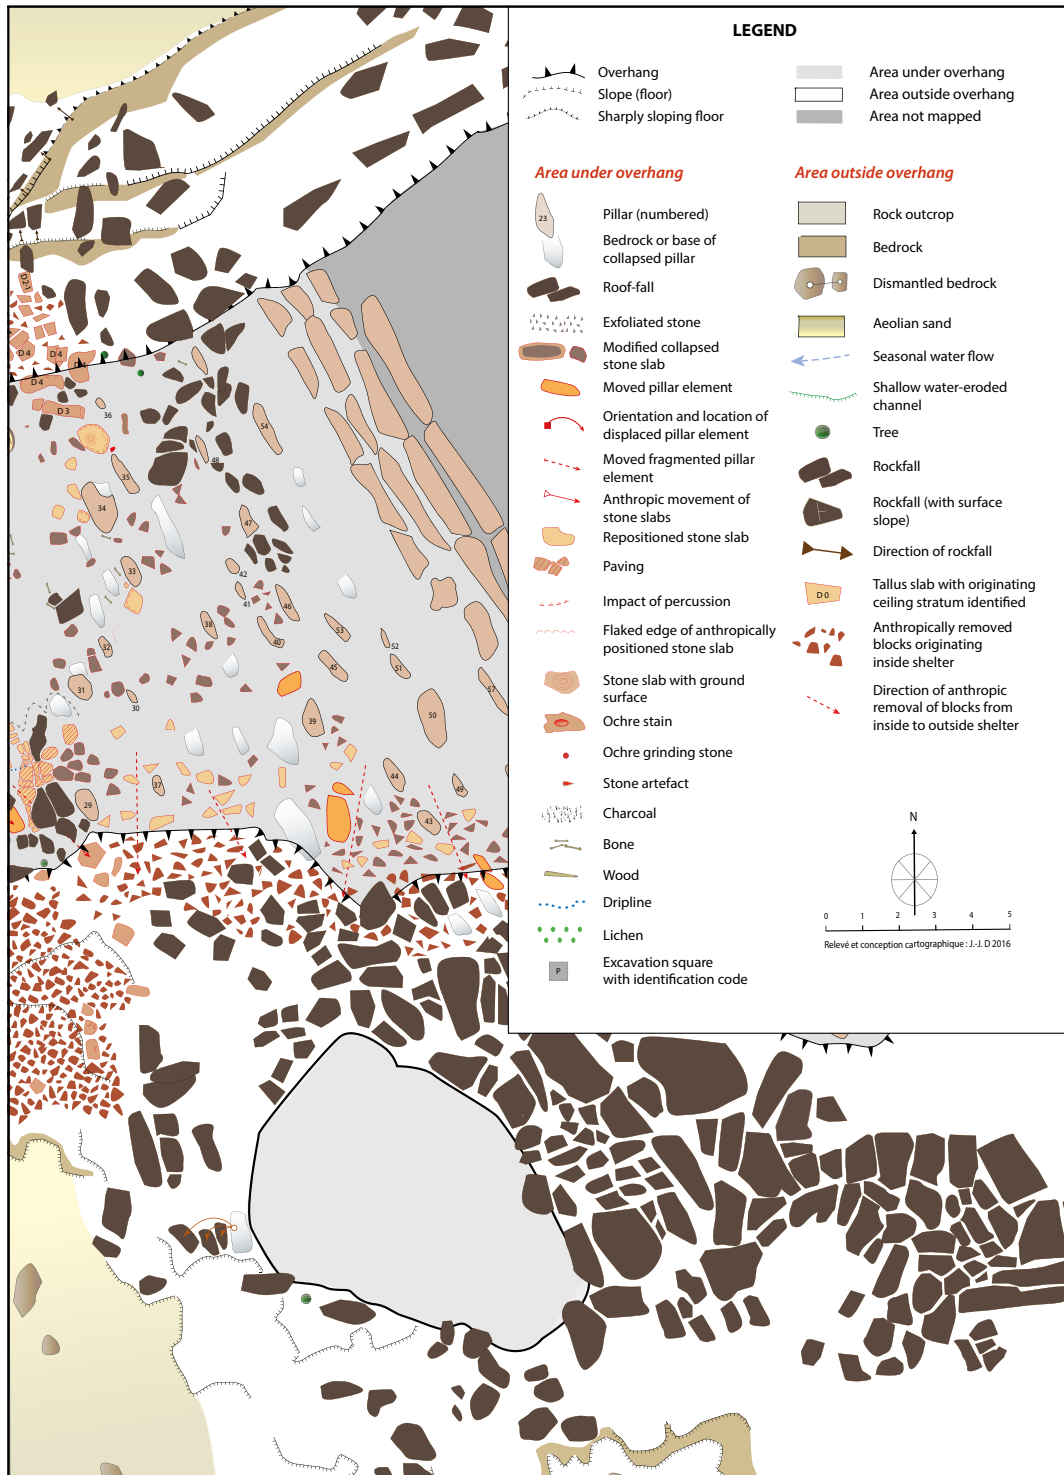 LEGEND
Overhang
Slope (floor)
Sharply sloping floor
Area under overhang
Area outside overhang
Area not mapped
Area under overhang
23
Pillar (numbered)
Bedrock or base of
collapsed pillar
Roof-fall
Exfoliated stone
Modified collapsed
stone slab
Moved pillar element
Orientation and location of
displaced pillar element
Moved fragmented pillar
element
Anthropic movement of
stone slabs
Repositioned stone slab
Paving
Impact of percussion
Flaked edge of anthropically
positioned stone slab
Stone slab with ground
surface
Ochre stain
Ochre grinding stone
Stone artefact
Charcoal
Bone
Wood
Dripline
Lichen
P
Excavation square
with identification code
Area outside overhang
Rock outcrop
Bedrock
Dismantled bedrock
Aeolian sand
Seasonal water flow
Shallow water-eroded
channel
Tree
Rockfall
Rockfall (with surface
slope)
Direction of rockfall
D 0
Tallus slab with originating
ceiling stratum identified
Anthropically removed
blocks originating
inside shelter
Direction of anthropic
removal of blocks from
inside to outside shelter
N
0 1 2 3 4 5
Relevé et conception cartographique : J.-J. D 2016
D 4
D 4
D 4
D 3
36
54
48
35
34
47
33
42
41
46
38
40
53
52
32
45
51
31
57
30
39
50
44
37
49
29
43